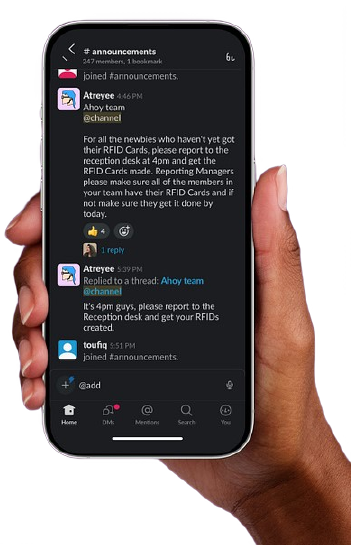 # announcements
347 members, 1 bookmark
joined #announcements.
Atreyee 4:46 PM
Ahoy team
@channel
For all the newbies who haven't yet got
their RFID Cards, please report to the
reception desk at 4pm and get the
RFID Cards made. Reporting Managers
please make sure all of the members in
your team have their RFID Cards and if
not make sure they get it done by
today.
4
1 reply
Atreyee 5:39 PM
Replied to a thread: Ahoy team
@channel
It's 4pm guys, please report to the
Reception desk and get your RFIDs
created.
toufiq 5:51 PM
joined #announcements.
@add
Home DMs Mentions Search You